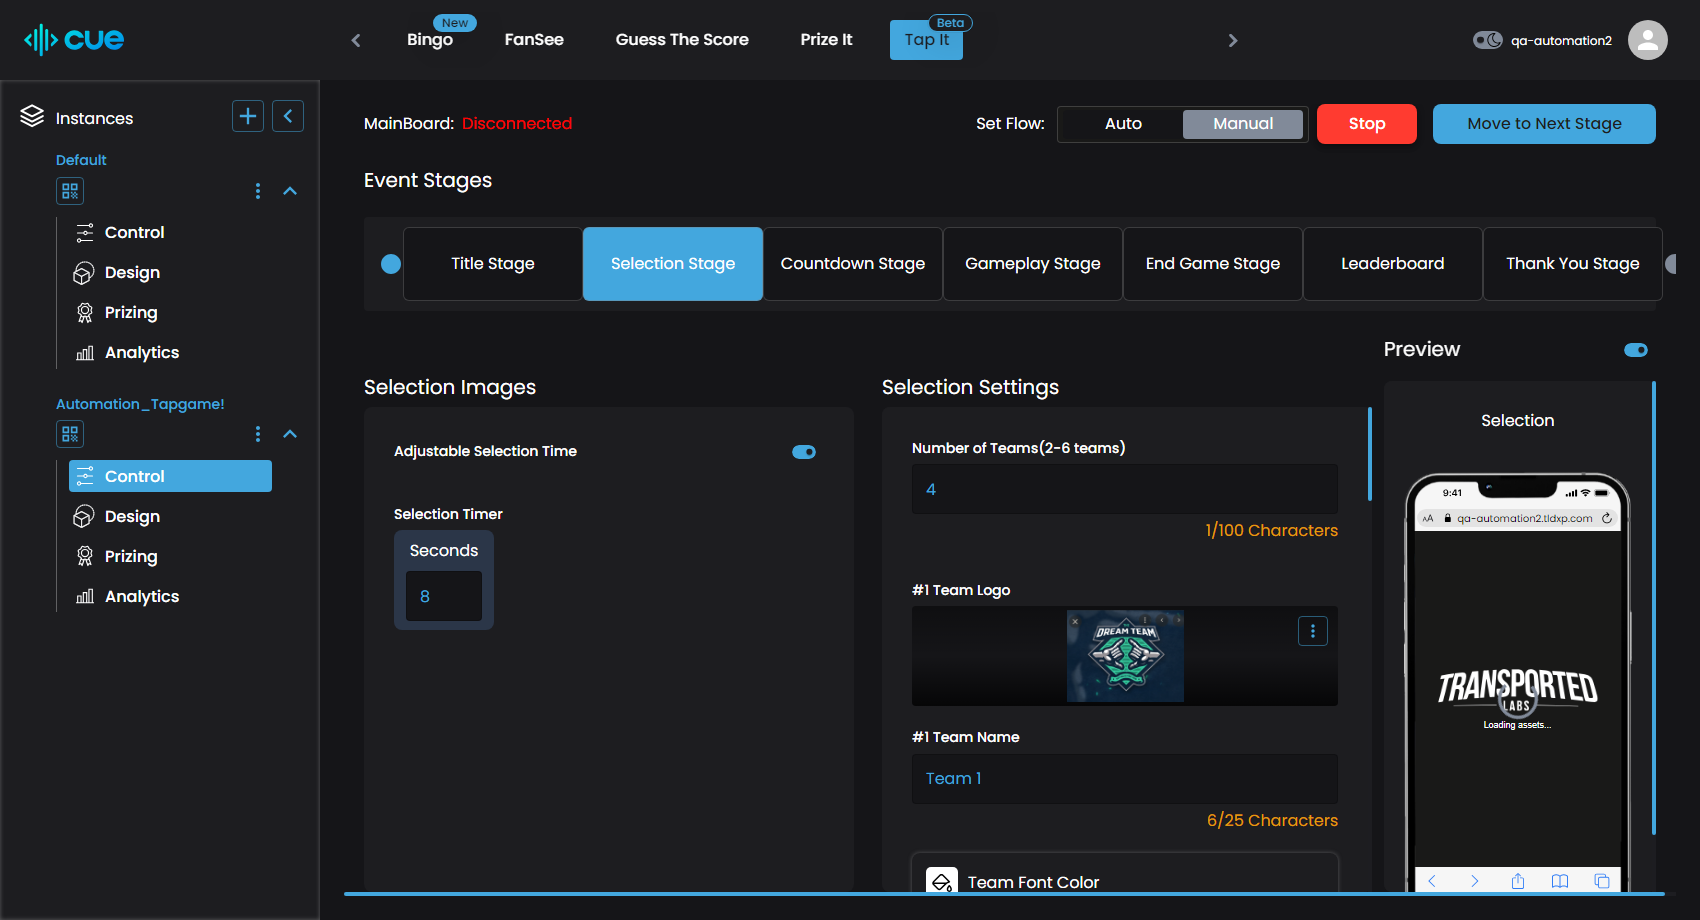 cue
Bingo
New
FanSee
Guess The Score
Prize It
Tap It
Beta
qa-automation2
Instances
Default
Control
Design
Prizing
Analytics
Automation_Tapgame!
Control
Design
Prizing
Analytics
MainBoard: Disconnected
Set Flow:
Auto
Manual
Stop
Move to Next Stage
Event Stages
Title Stage
Selection Stage
Countdown Stage
Gameplay Stage
End Game Stage
Leaderboard
Thank You Stage
Selection Images
Adjustable Selection Time
Selection Timer
Seconds
8
Selection Settings
Number of Teams(2-6 teams)
4
1/100 Characters
#1 Team Logo
DREAM TEAM
#1 Team Name
Team 1
6/25 Characters
Team Font Color
Preview
Selection
9:41
AA
qa-automation2.tldxp.com
TRANSPORTED
LABS
Loading assets...